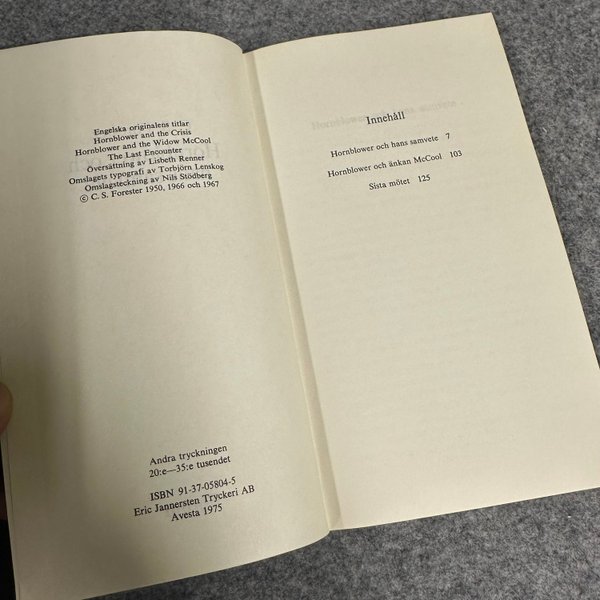 Engelska originalens titlar
Hornblower and the Crisis
Hornblower and the Widow McCool
The Last Encounter
Översättning av Lisbeth Renner
Omslagets typografi av Torbjörn Lenskog
Omslagsteckning av Nils Stödberg
© C. S. Forester 1950, 1966 och 1967
Andra tryckningen
20:e—35:e tusendet
ISBN 91-37-05804-5
Eric Jannersten Tryckeri AB
Avesta 1975
Innehåll
Hornblower och hans samvete 7
Hornblower och änkan McCool 103
Sista mötet 125